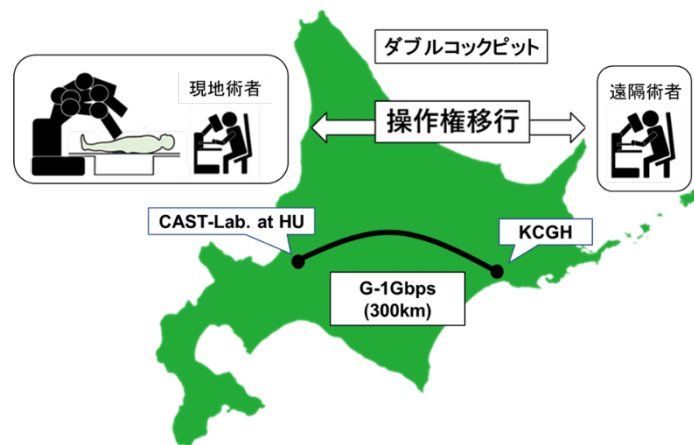 ダブルコックピット
現地術者
操作権移行
遠隔術者
CAST-Lab. at HU
KCGH
G-1Gbps
(300km)